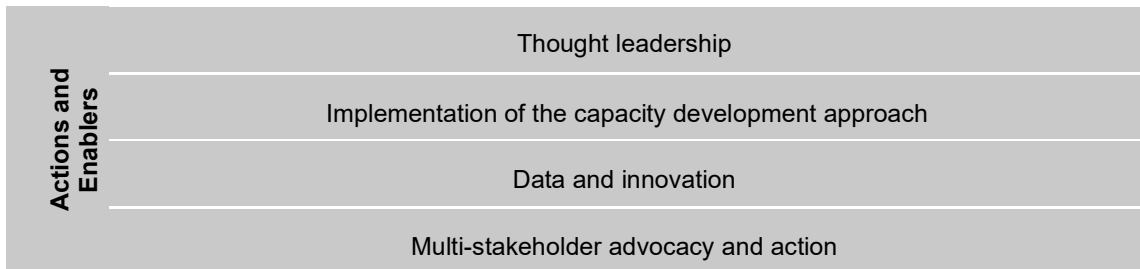 Actions and
Enablers
Thought leadership
Implementation of the capacity development approach
Data and innovation
Multi-stakeholder advocacy and action